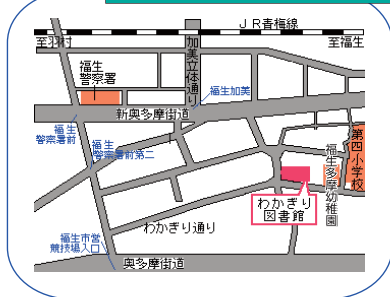 JR青梅線
至羽村
至福生
加美立体通り
福生
警察署
福生加美
新奥多摩街道
福生
警察署前
福生
警察署前第二
第四小学校
福生多摩幼稚園
わかぎり
図書館
わかぎり通り
福生市営
競技場入口
奥多摩街道